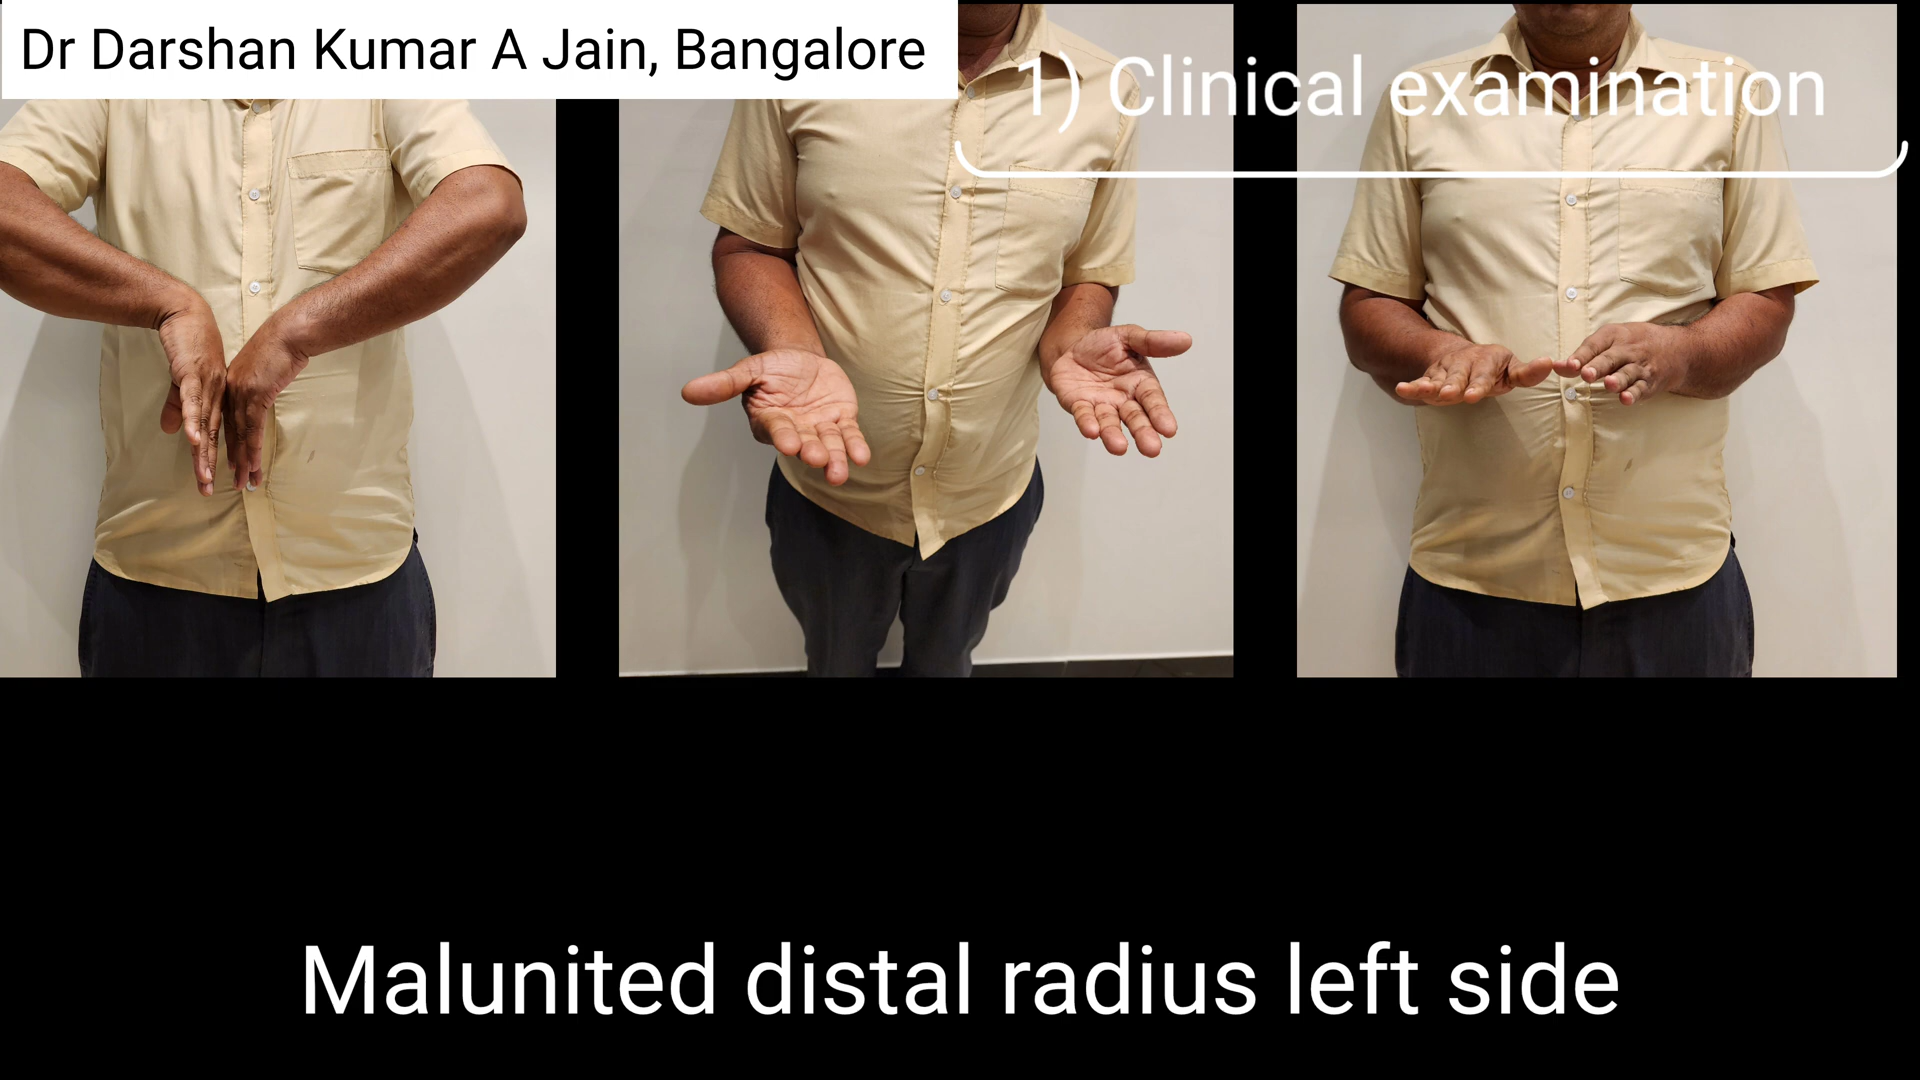 Dr Darshan Kumar A Jain, Bangalore
1) Clinical examination
Malunited distal radius left side